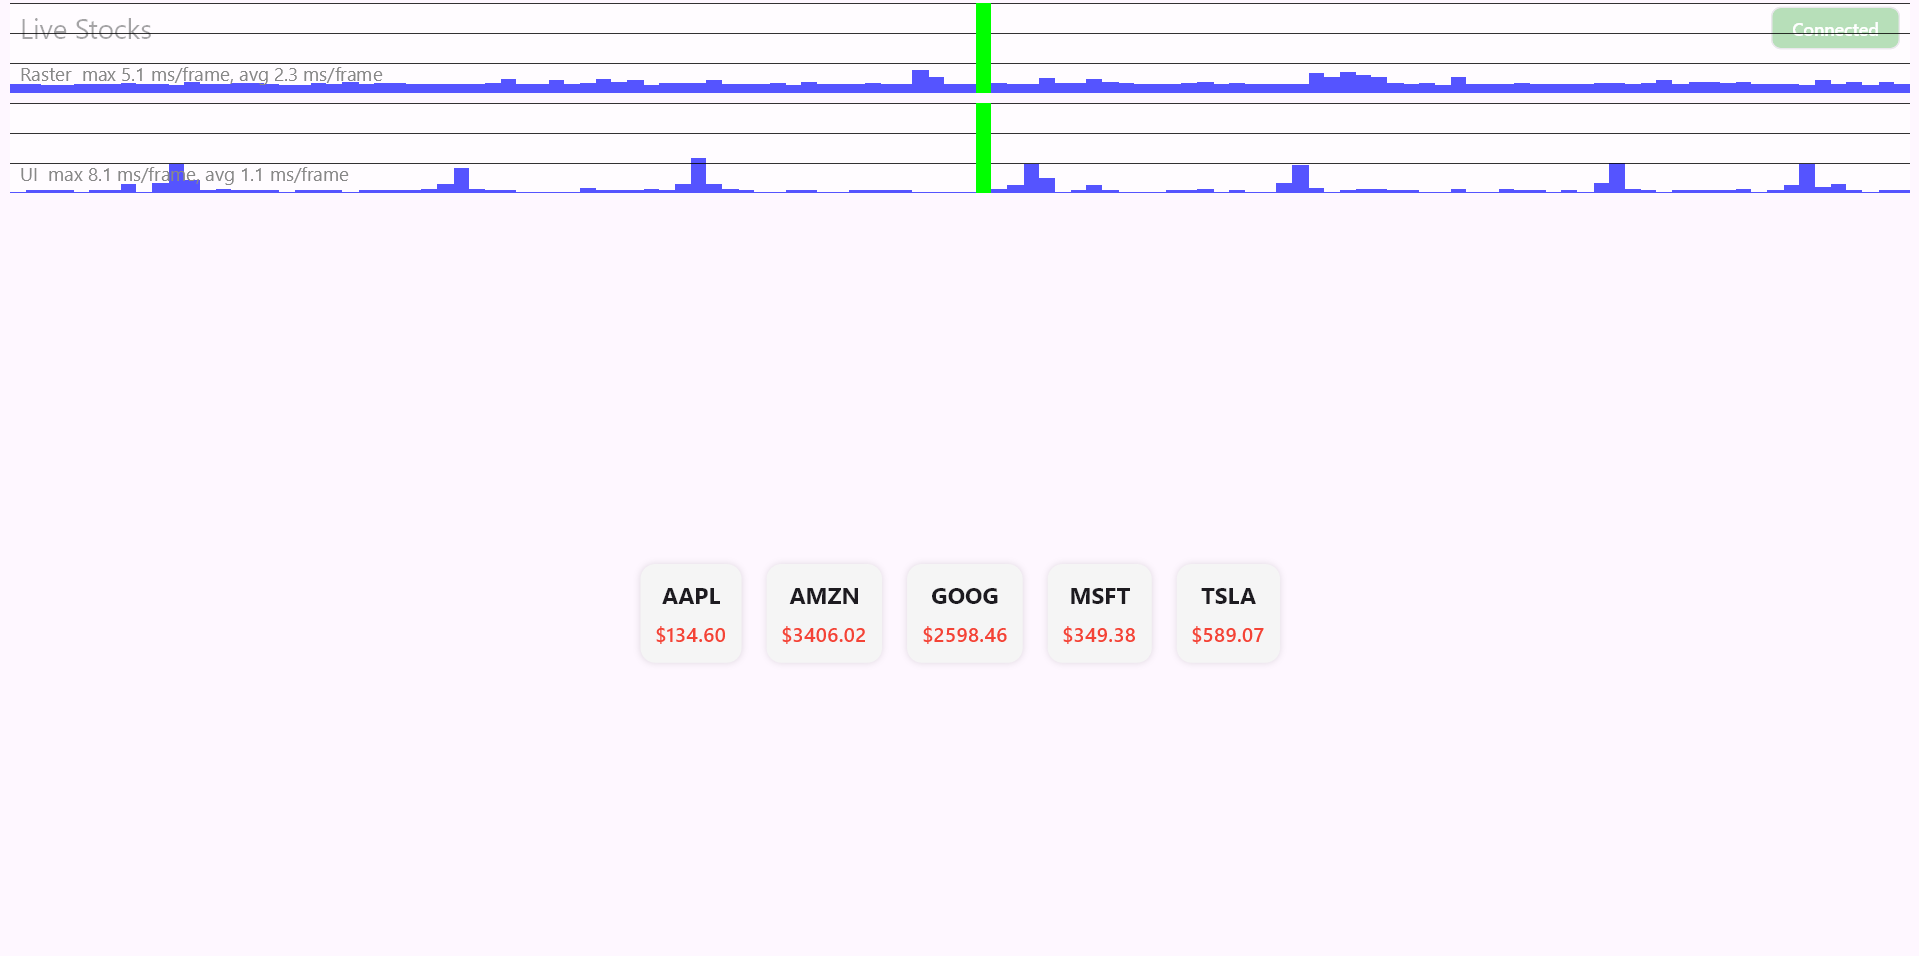 Live Stocks
Connected
Raster max 5.1 ms/frame, avg 2.3 ms/frame
UI max 8.1 ms/frame, avg 1.1 ms/frame
AAPL AMZN GOOG MSFT TSLA
$134.60 $3406.02 $2598.46 $349.38 $589.07